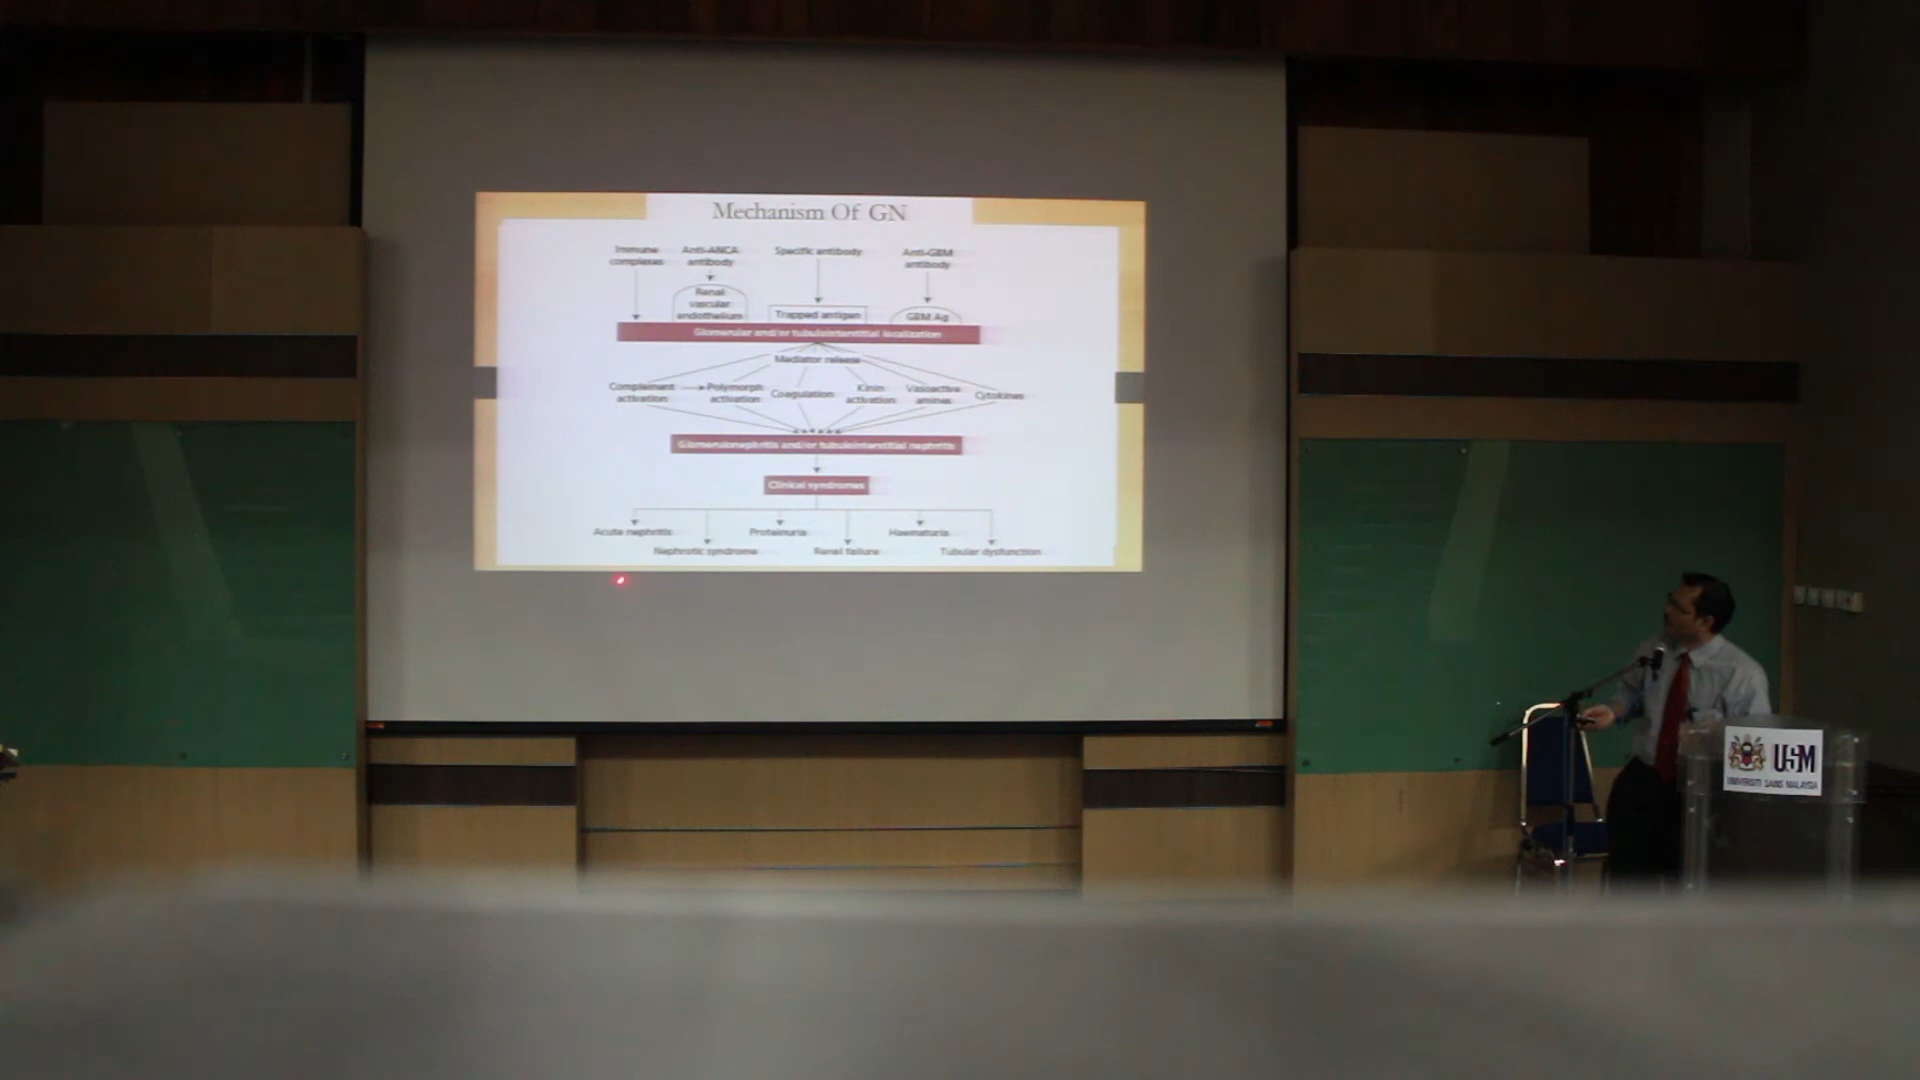 Mechanism Of GN
Immune complexes
Anti-ANCA antibody
Specific antibody
Anti-GBM antibody
Renal vascular endothelium
Trapped antigen
GBM Ag
Glomerular and/or tubulointerstitial localization
Mediator release
Complement activation
Polymorph activation
Coagulation
Kinin activation
Vasoactive amines
Cytokines
Glomerulonephritis and/or tubulointerstitial nephritis
Clinical syndromes
Acute nephritis
Proteinuria
Haematuria
Nephrotic syndrome
Renal failure
Tubular dysfunction
USM
UNIVERSITI SAINS MALAYSIA